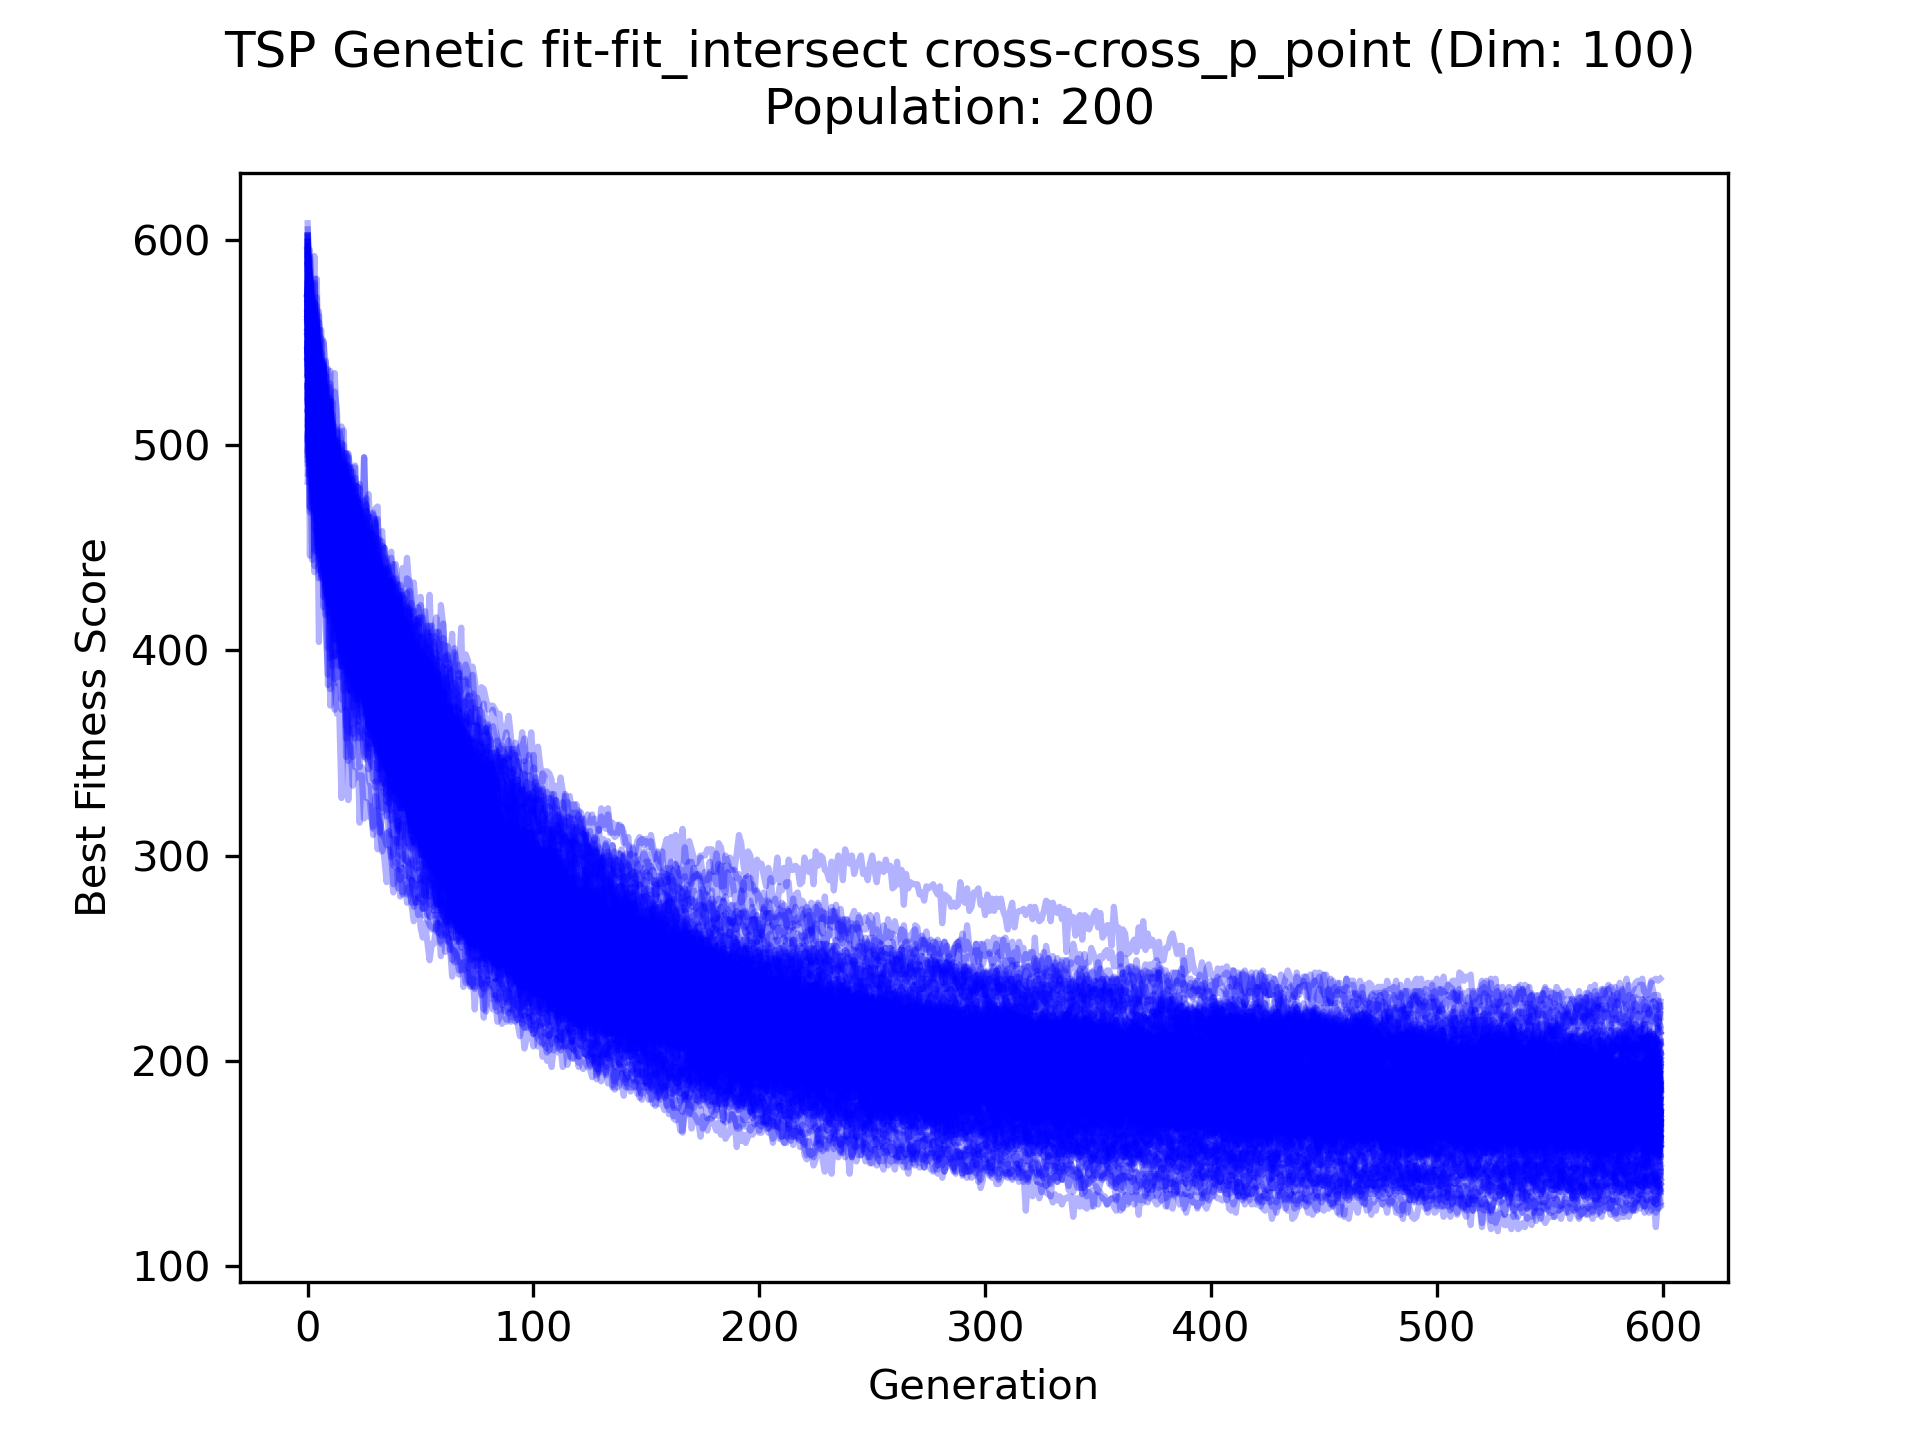 TSP Genetic fit-fit_intersect cross-cross_p_point (Dim: 100)
Population: 200
600
500
400
300
200
100
Best Fitness Score
0 100 200 300 400 500 600
Generation